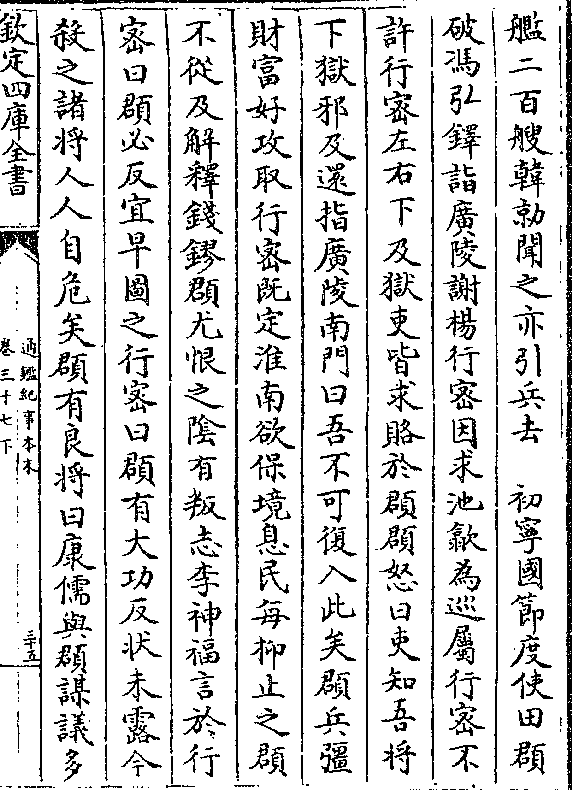 艦二百艘韓勍聞之亦引兵去　初寧國節度使田頵
破馮弘鐸詣廣陵謝楊行宻因求池歙為巡屬行宻不
許行宻左右下及獄吏皆求賂於頵頵怒曰吏知吾將
下獄邪及還指廣陵南門曰吾不可復入此矣頵兵彊
財富好攻取行宻既定淮南欲保境息民每抑止之頵
不從及解釋錢鏐頵尤恨之隂有叛志李神福言於行
宻曰頵必反宜早圖之行宻曰頵有大功反狀未露今
殺之諸將人人自危矣頵有良將曰康儒與頵謀議多
欽定四庫全書
通鑑紀事本末
卷三十七下
三十五